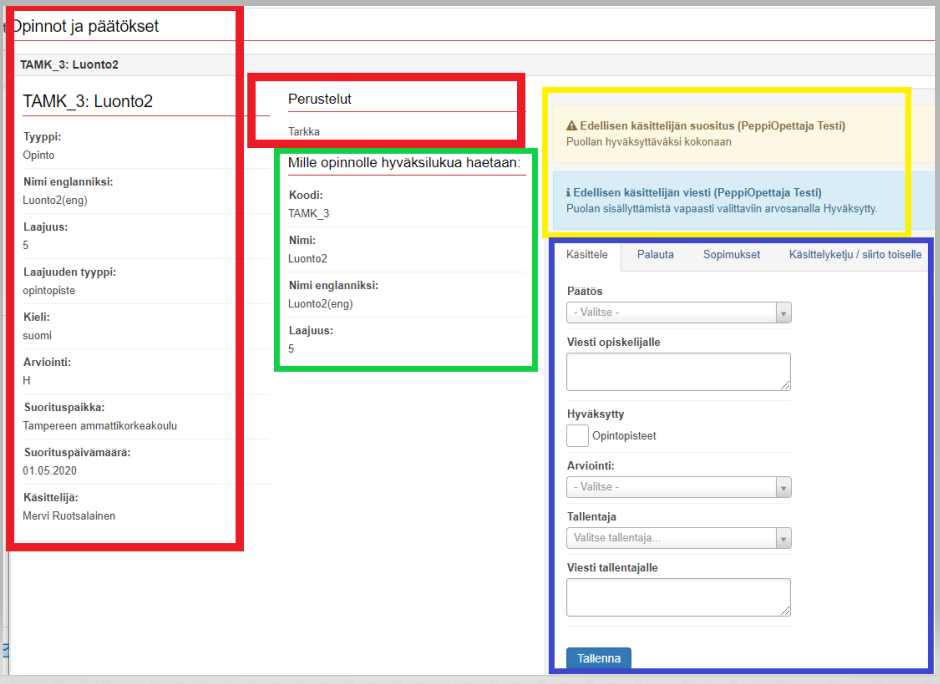 Opinnot ja päätökset
TAMK_3: Luonto2
TAMK_3: Luonto2
Tyyppi:
Opinto
Nimi englanniksi:
Luonto2(eng)
Laajuus:
5
Laajuuden tyyppi:
opintopiste
Kieli:
suomi
Arviointi:
H
Suorituspaikka:
Tampereen ammattikorkeakoulu
Suorituspäivämäärä:
01.05.2020
Käsittelijä:
Mervi Ruotsalainen
Perustelut
Tarkka
Mille opinnolle hyväksilukua haetaan:
Koodi:
TAMK_3
Nimi:
Luonto2
Nimi englanniksi:
Luonto2(eng)
Laajuus:
5
Edellisen käsittelijän suositus (PeppiOpettaja Testi)
Puollan hyväksyttäväksi kokonaan
Edellisen käsittelijän viesti (PeppiOpettaja Testi)
Puolan sisällyttämistä vapaasti valittaviin arvosanalla Hyväksytty.
Käsittele Palauta Sopimukset Käsittelyketju / siirto toiselle
Päätös
- Valitse -
Viesti opiskelijalle
Hyväksytty
Opintopisteet
Arviointi:
- Valitse -
Tallentaja
Valitse tallentaja...
Viesti tallentajalle
Tallenna